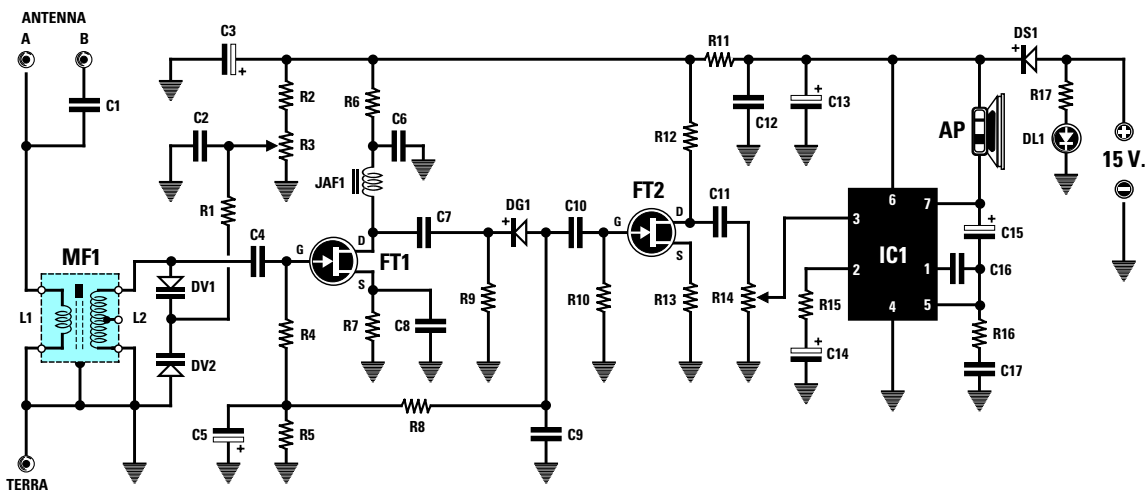 ANTENNA
A B
C1
C2
C3
+
R1
R2
R3
R6
C6
JAF1
MF1
L1
L2
DV1
DV2
C4
G
D
S
FT1
R4
R5
C5
+
R7
C8
C7
R8
R9
DG1
+
C9
C10
R10
FT2
G
D
S
R12
R13
C11
R14
R11
C12
C13
+
R15
C14
+
IC1
3
2
6
4
7
1
5
AP
C15
+
C16
R16
C17
DS1
+
R17
DL1
+
15 V.
−
TERRA